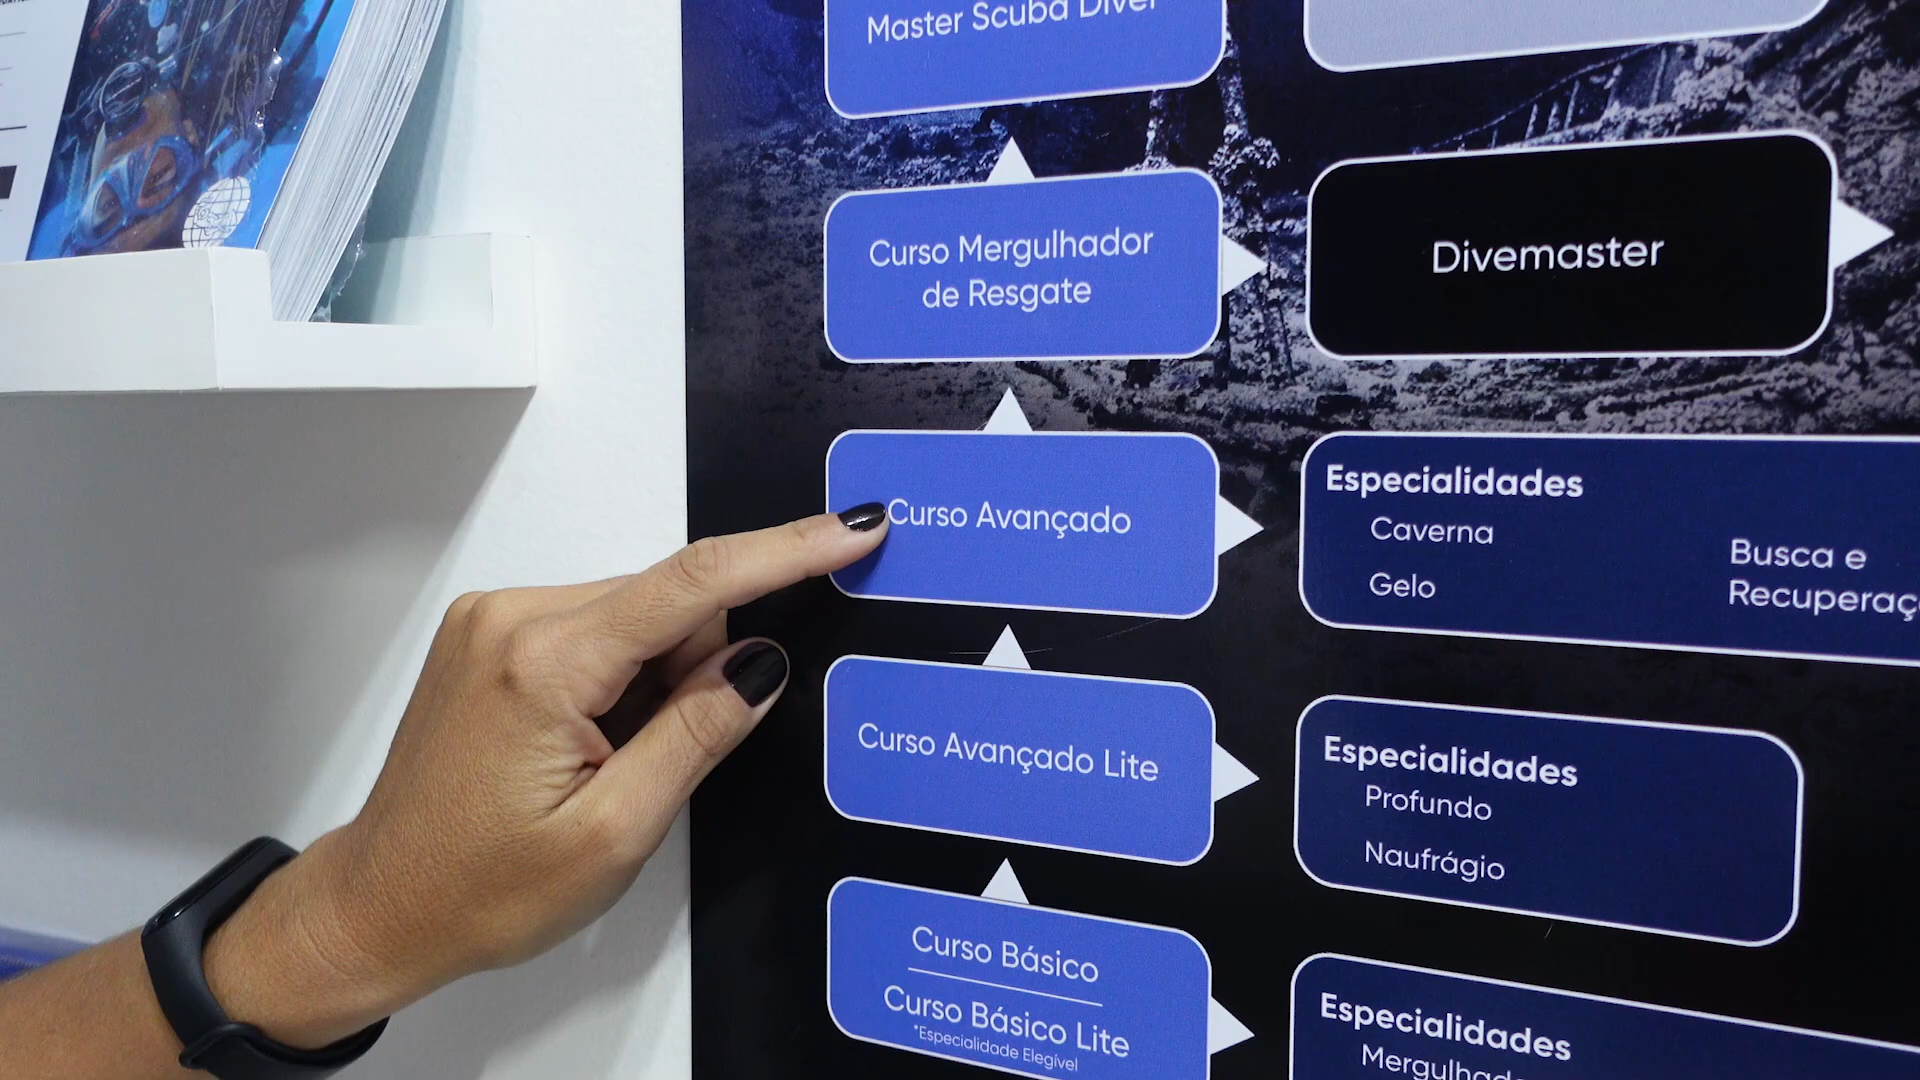 Master Scuba Diver
Curso Mergulhador
de Resgate
Divemaster
Curso Avançado
Especialidades
Caverna
Gelo
Busca e
Curso Avançado Lite
Especialidades
Profundo
Naufrágio
Curso Básico
Curso Básico Lite
*Especialidade Elegível
Especialidades